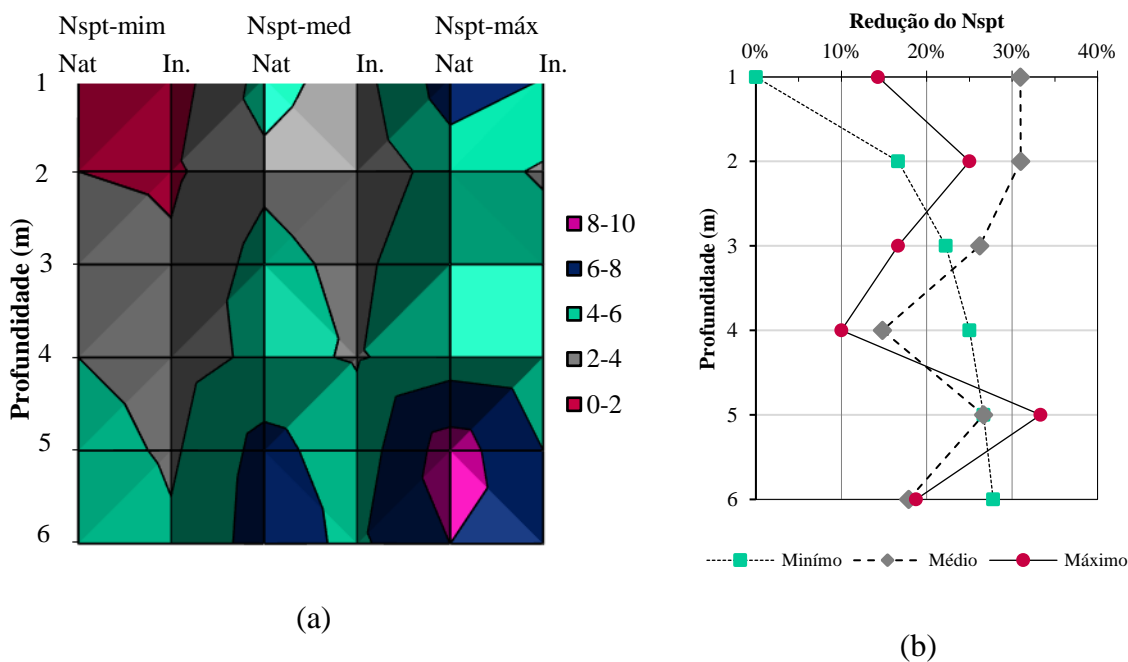 Nspt-mim Nspt-med Nspt-máx
Nat In. Nat In. Nat In.
Profundidade (m)
1
2
3
4
5
6
8-10
6-8
4-6
2-4
0-2
(a)
Redução do Nspt
0% 10% 20% 30% 40%
Profundidade (m)
1
2
3
4
5
6
Minímo Médio Máximo
(b)